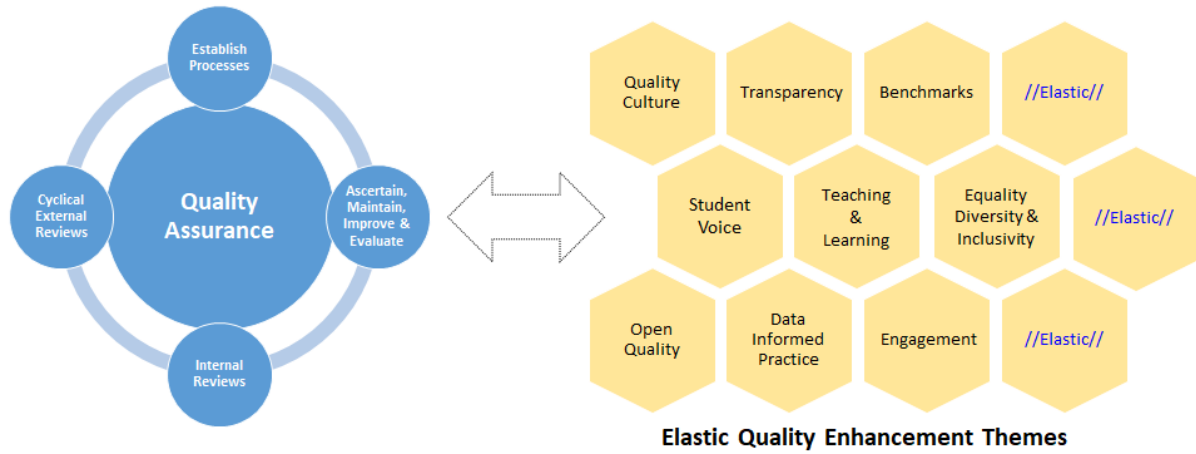 Establish
Processes
Quality
Assurance
Cyclical
External
Reviews
Ascertain,
Maintain,
Improve &
Evaluate
Internal
Reviews
Quality
Culture
Transparency
Benchmarks
//Elastic//
Student
Voice
Teaching
&
Learning
Equality
Diversity &
Inclusivity
//Elastic//
Open
Quality
Data
Informed
Practice
Engagement
//Elastic//
Elastic Quality Enhancement Themes